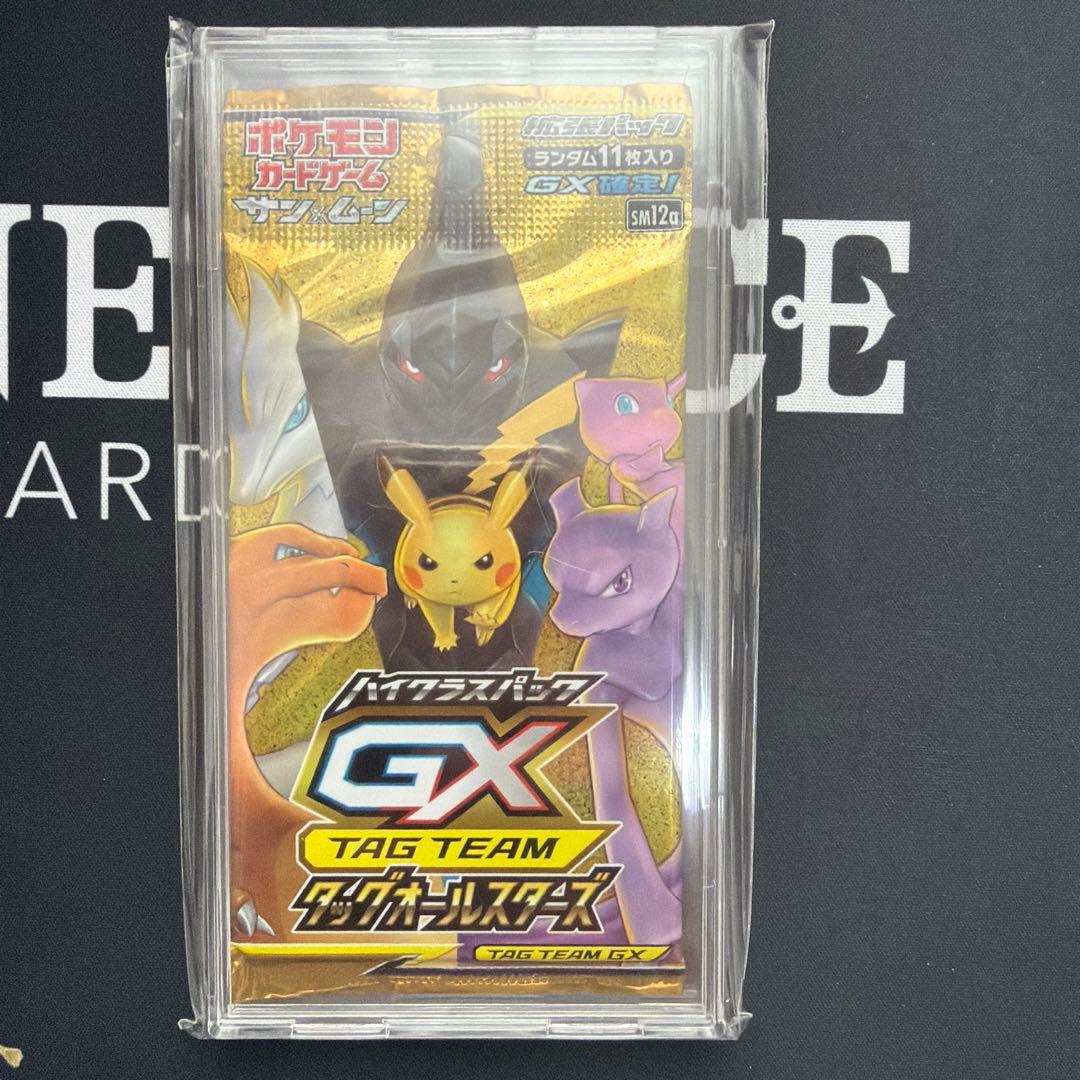 ポケモン
カードゲーム
サン&ムーン
拡張パック
ランダム11枚入り
GX確定!
SM12a
NE
CE
ARD
ハイクラスパック
GX
TAG TEAM
タッグオールスターズ
TAG TEAM GX